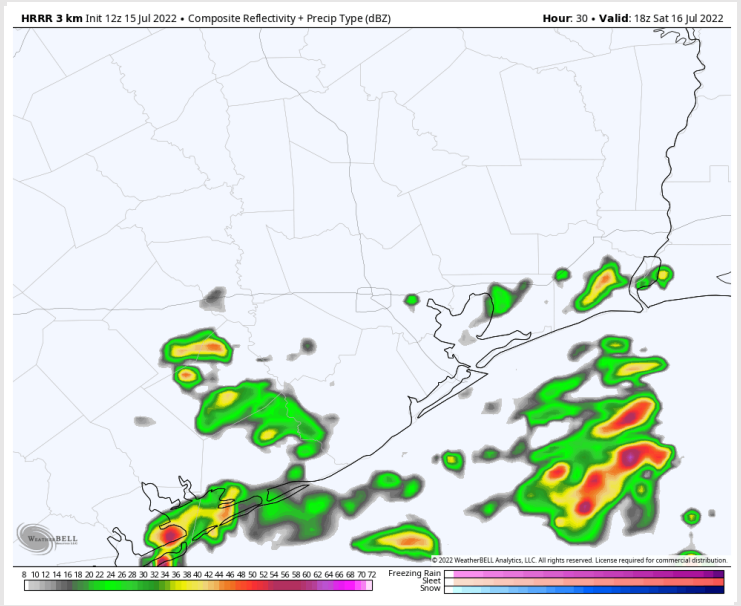 HRRR 3 km Init 12z 15 Jul 2022 • Composite Reflectivity + Precip Type (dBZ)
Hour: 30 • Valid: 18z Sat 16 Jul 2022
WEATHERBELL
© 2022 WeatherBELL Analytics, LLC. All rights reserved. License required for commercial distribution.
8 10 12 14 16 18 20 22 24 26 28 30 32 34 36 38 40 42 44 46 48 50 52 54 56 58 60 62 64 66 68 70 72
Freezing Rain
Sleet
Snow